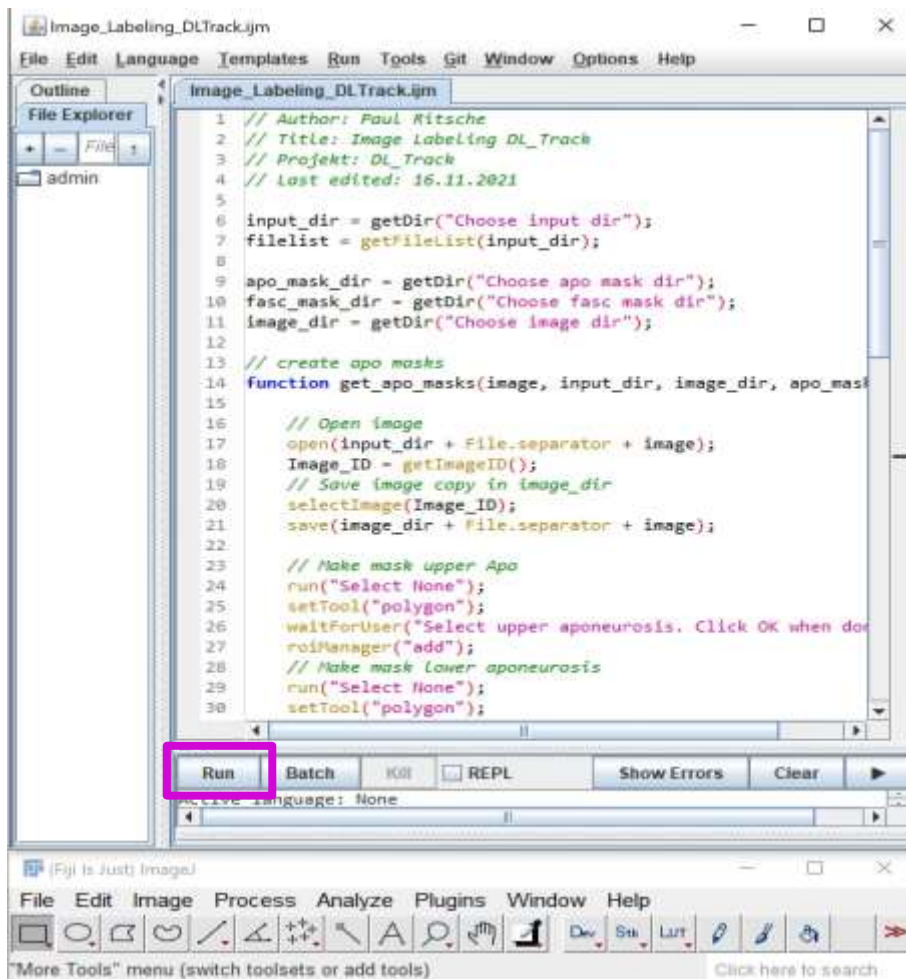 Image_Labeling_DLTrack.ijm
File Edit Language Templates Run Tools Git Window Options Help
Outline
File Explorer
+ - File ↑
admin
Image_Labeling_DLTrack.ijm
1 // Author: Paul Ritsche
2 // Title: Image Labeling DL_Track
3 // Projekt: DL_Track
4 // Last edited: 16.11.2021
5
6 input_dir = getDir("Choose input dir");
7 filelist = getFileList(input_dir);
8
9 apo_mask_dir = getDir("Choose apo mask dir");
10 fasc_mask_dir = getDir("Choose fasc mask dir");
11 image_dir = getDir("Choose image dir");
12
13 // create apo masks
14 function get_apo_masks(image, input_dir, image_dir, apo_mas
15
16 // Open image
17 open(input_dir + File.separator + image);
18 Image_ID = getImageID();
19 // Save image copy in image_dir
20 selectImage(Image_ID);
21 save(image_dir + File.separator + image);
22
23 // Make mask upper Apo
24 run("Select None");
25 setTool("polygon");
26 waitForUser("Select upper aponeurosis. Click OK when do
27 roiManager("add");
28 // Make mask lower aponeurosis
29 run("Select None");
30 setTool("polygon");
Run Batch Kill REPL Show Errors Clear
Active language: None
(Fiji Is Just) ImageJ
File Edit Image Process Analyze Plugins Window Help
A Dev Stk LUT
"More Tools" menu (switch toolsets or add tools) Click here to search